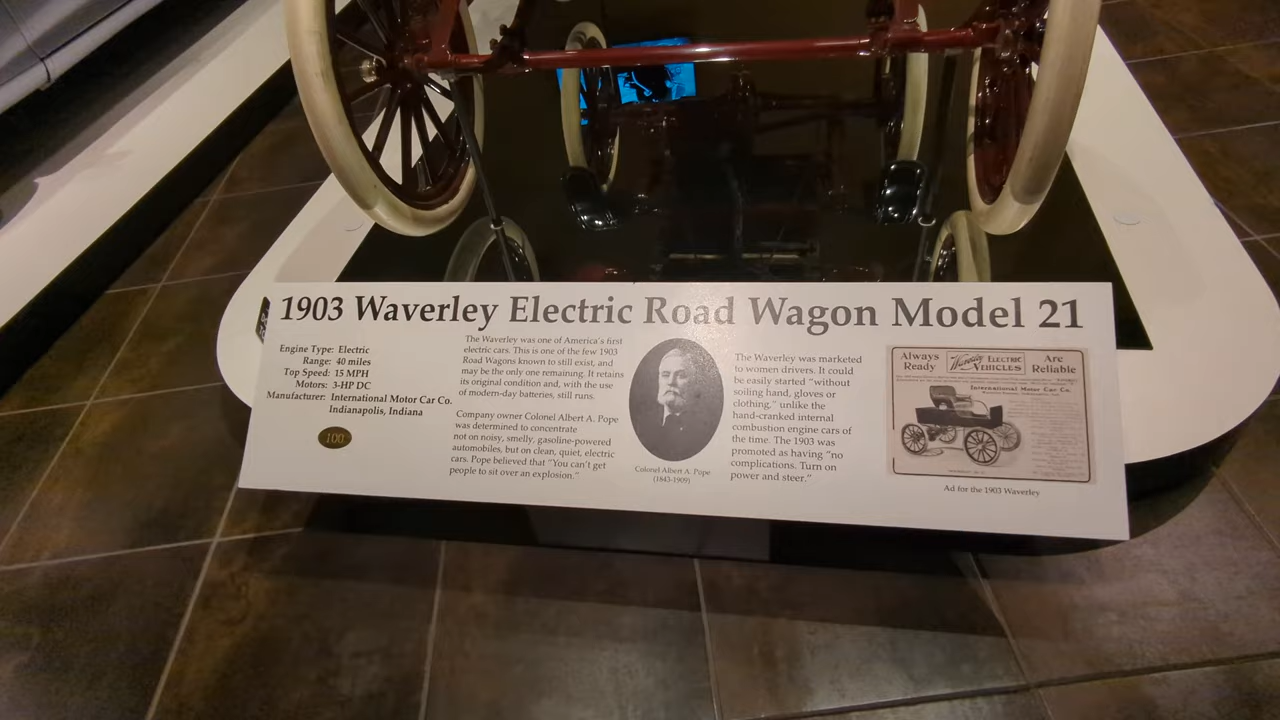 1903 Waverley Electric Road Wagon Model 21
Engine Type: Electric
Range: 40 miles
Top Speed: 15 MPH
Motors: 3-HP DC
Manufacturer: International Motor Car Co.
Indianapolis, Indiana
100
The Waverley was one of America's first
electric cars. This is one of the few 1903
Road Wagons known to still exist, and
may be the only one remaining. It retains
its original condition and, with the use
of modern-day batteries, still runs.
Company owner Colonel Albert A. Pope
was determined to concentrate
not on noisy, smelly, gasoline-powered
automobiles, but on clean, quiet, electric
cars. Pope believed that "You can't get
people to sit over an explosion."
Colonel Albert A. Pope
(1843-1909)
The Waverley was marketed
to women drivers. It could
be easily started "without
soiling hand, gloves or
clothing," unlike the
hand-cranked internal
combustion engine cars of
the time. The 1903 was
promoted as having "no
complications. Turn on
power and steer."
Always
Ready
Waverley ELECTRIC
VEHICLES
Are
Reliable
International Motor Car Co.
Ad for the 1903 Waverley